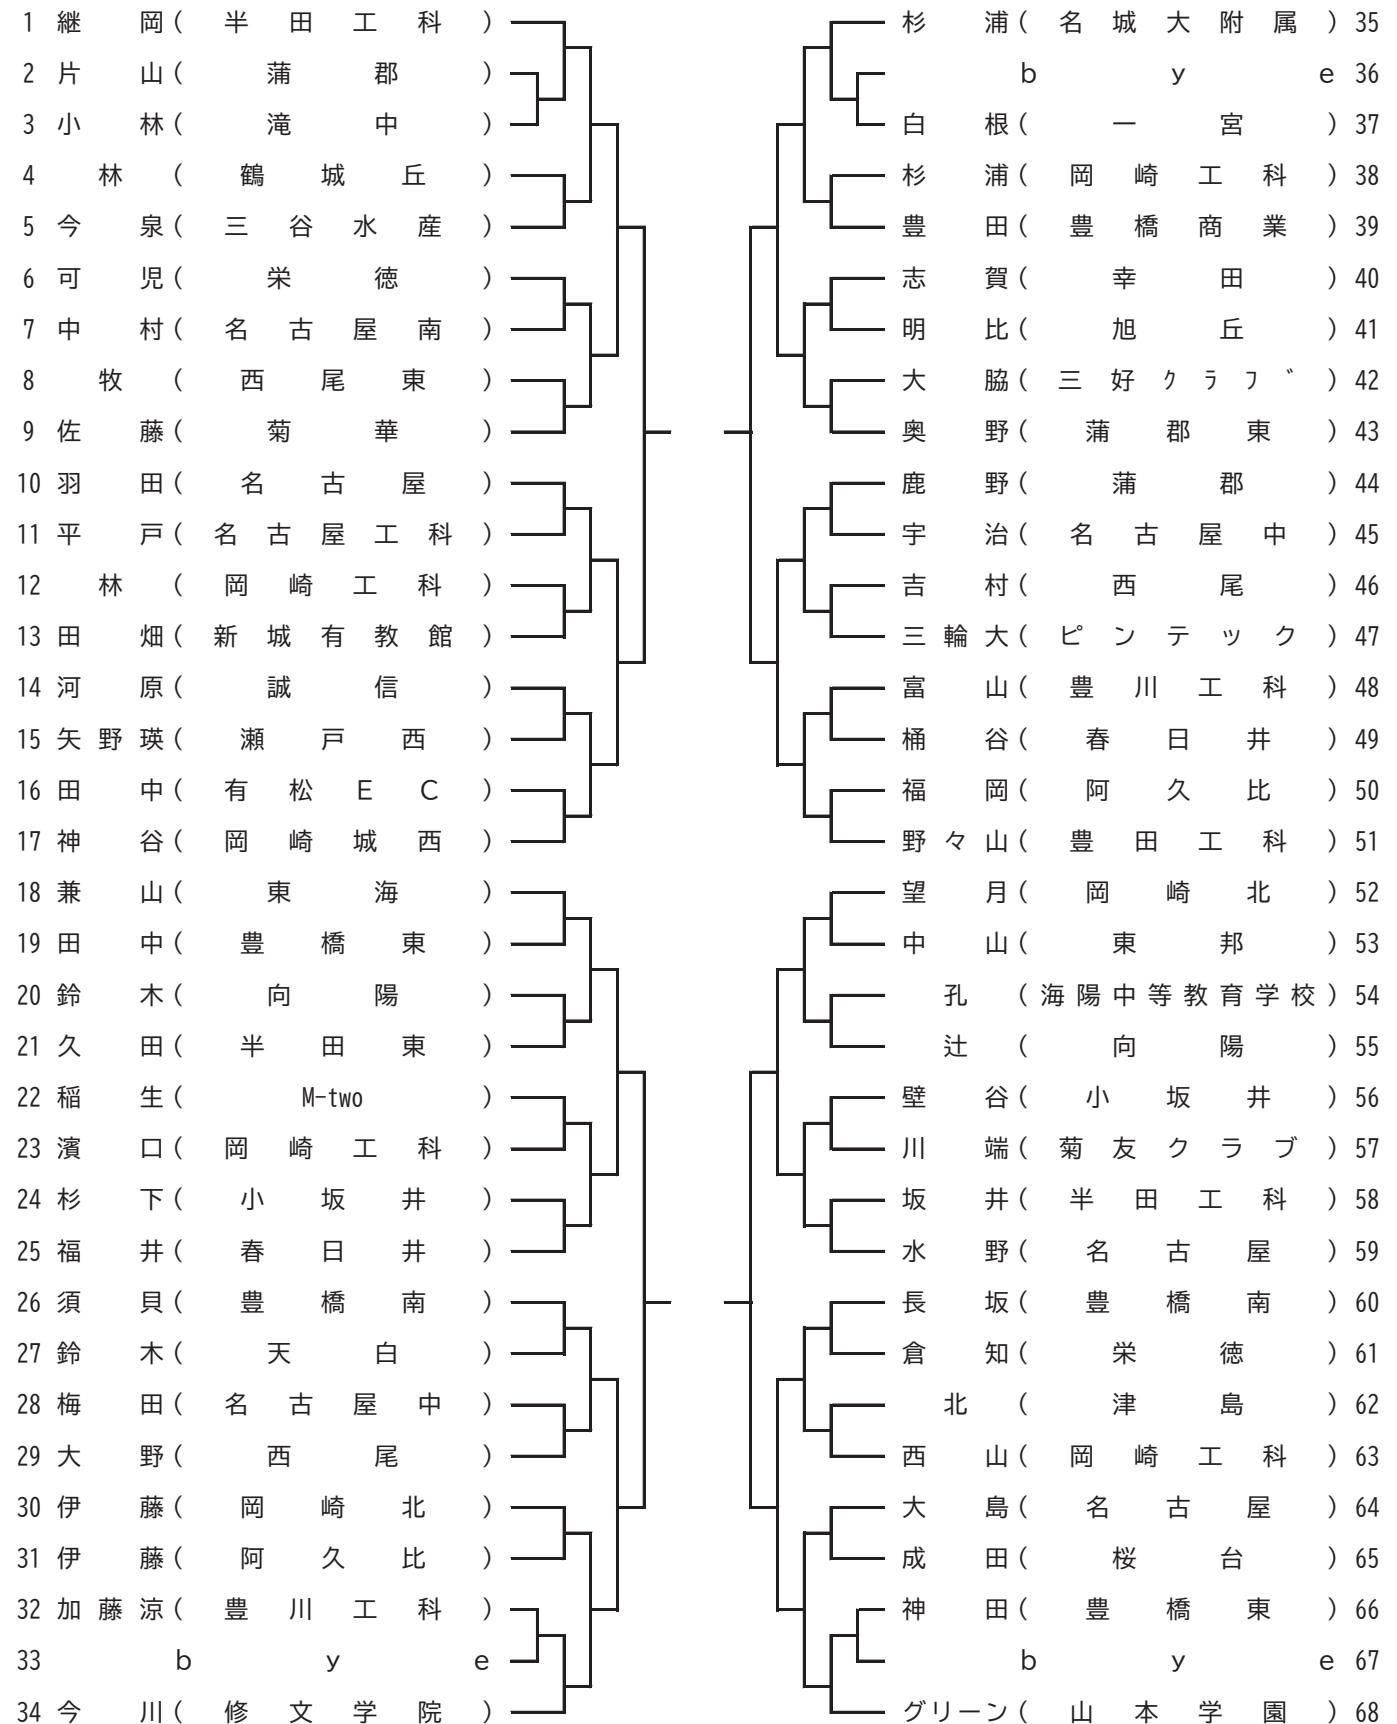 1 継岡(半田工科)
2 片山(蒲郡)
3 小林(滝中)
4 林(鶴城丘)
5 今泉(三谷水産)
6 可児(栄徳)
7 中村(名古屋南)
8 牧(西尾東)
9 佐藤(菊華)
10 羽田(名古屋)
11 平戸(名古屋工科)
12 林(岡崎工科)
13 田畑(新城有教館)
14 河原(誠信)
15 矢野瑛(瀬戸西)
16 田中(有松EC)
17 神谷(岡崎城西)
18 兼山(東海)
19 田中(豊橋東)
20 鈴木(向陽)
21 久田(半田東)
22 稲生(M-two)
23 濱口(岡崎工科)
24 杉下(小坂井)
25 福井(春日井)
26 須貝(豊橋南)
27 鈴木(天白)
28 梅田(名古屋中)
29 大野(西尾)
30 伊藤(岡崎北)
31 伊藤(阿久比)
32 加藤涼(豊川工科)
33 bye
34 今川(修文学院)
杉浦(名城大附属) 35
bye 36
白根(一宮) 37
杉浦(岡崎工科) 38
豊田(豊橋商業) 39
志賀(幸田) 40
明比(旭丘) 41
大脇(三好ｸﾗﾌﾞ) 42
奥野(蒲郡東) 43
鹿野(蒲郡) 44
宇治(名古屋中) 45
吉村(西尾) 46
三輪大(ピンテック) 47
富山(豊川工科) 48
桶谷(春日井) 49
福岡(阿久比) 50
野々山(豊田工科) 51
望月(岡崎北) 52
中山(東邦) 53
孔(海陽中等教育学校) 54
辻(向陽) 55
壁谷(小坂井) 56
川端(菊友クラブ) 57
坂井(半田工科) 58
水野(名古屋) 59
長坂(豊橋南) 60
倉知(栄徳) 61
北(津島) 62
西山(岡崎工科) 63
大島(名古屋) 64
成田(桜台) 65
神田(豊橋東) 66
bye 67
グリーン(山本学園) 68